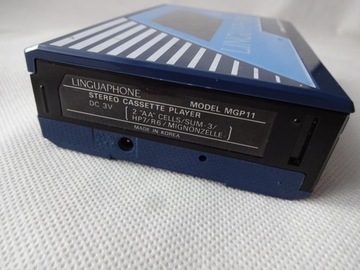 LINGUAPHONE
MODEL MGP11
STEREO CASSETTE PLAYER
DC 3V
2 "AA" CELLS/SUM-3/
HP7/R6/MIGNONZELLE
MADE IN KOREA